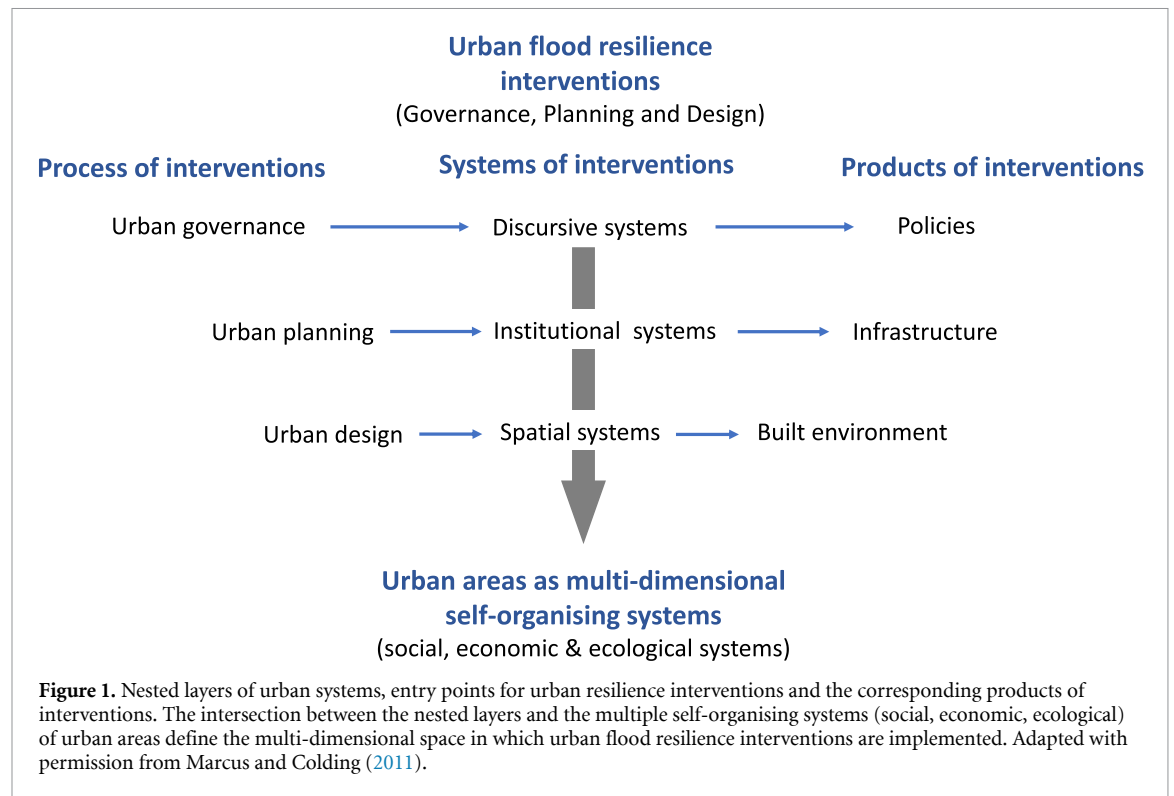 Urban flood resilience
interventions
(Governance, Planning and Design)
Process of interventions Systems of interventions Products of interventions
Urban governance Discursive systems Policies
Urban planning Institutional systems Infrastructure
Urban design Spatial systems Built environment
Urban areas as multi-dimensional
self-organising systems
(social, economic & ecological systems)
Figure 1. Nested layers of urban systems, entry points for urban resilience interventions and the corresponding products of
interventions. The intersection between the nested layers and the multiple self-organising systems (social, economic, ecological)
of urban areas define the multi-dimensional space in which urban flood resilience interventions are implemented. Adapted with
permission from Marcus and Colding (2011).